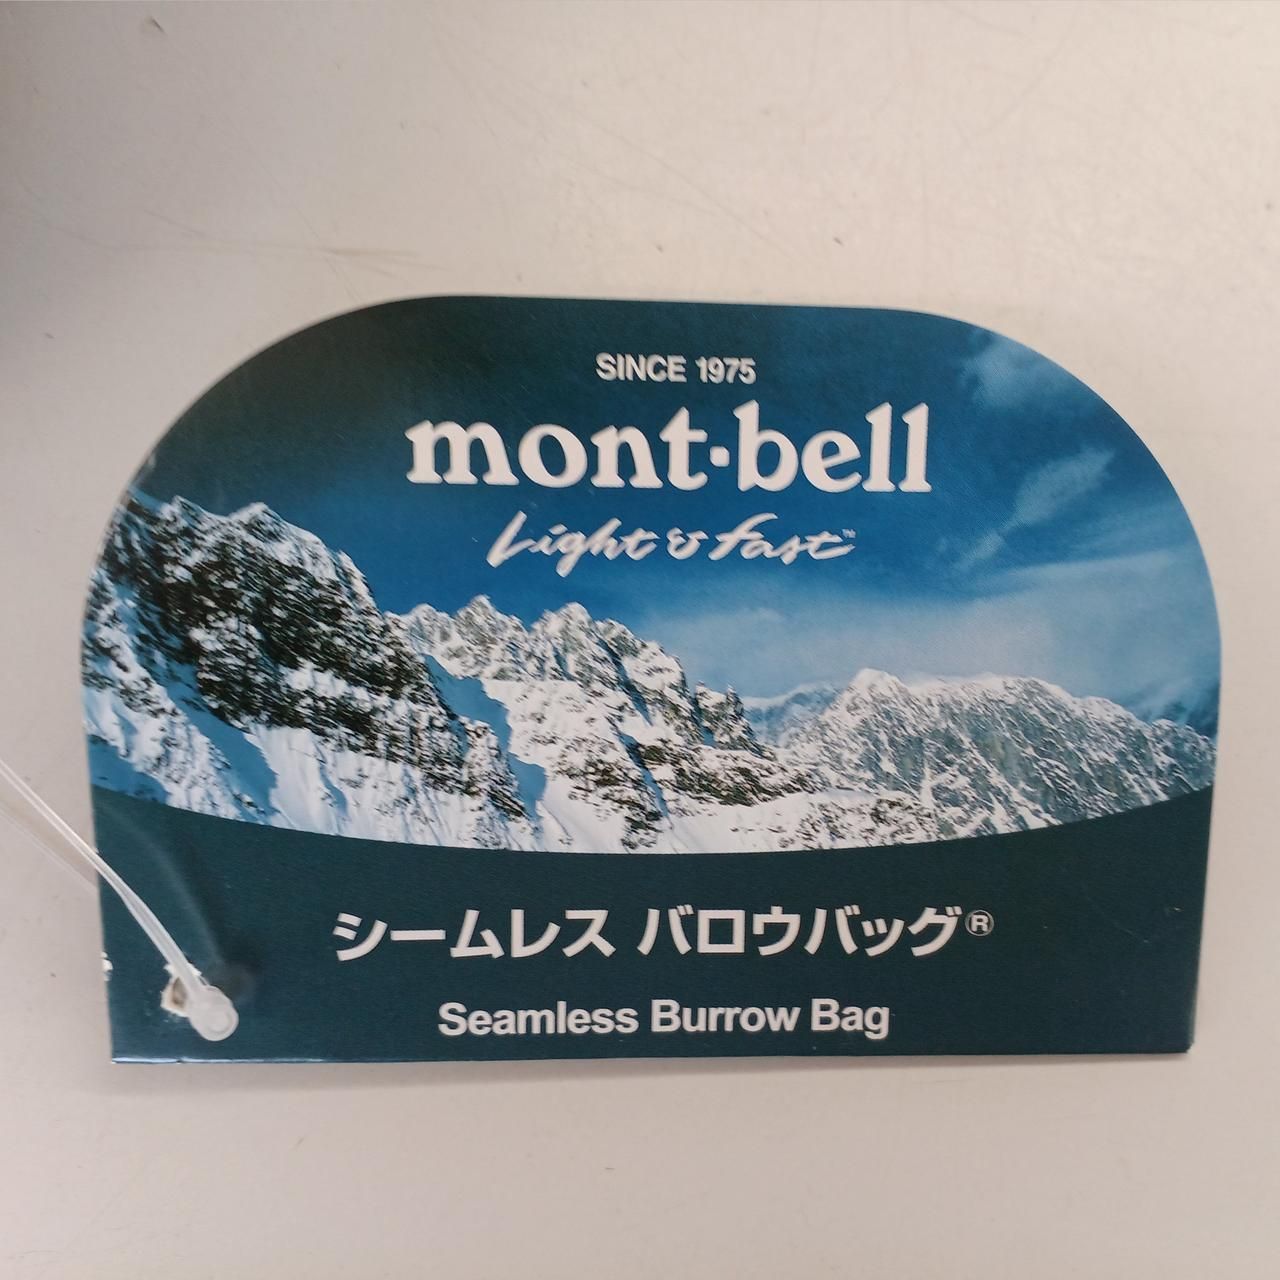 SINCE 1975
mont·bell
Light & Fast™
シームレス バロウバッグ®
Seamless Burrow Bag